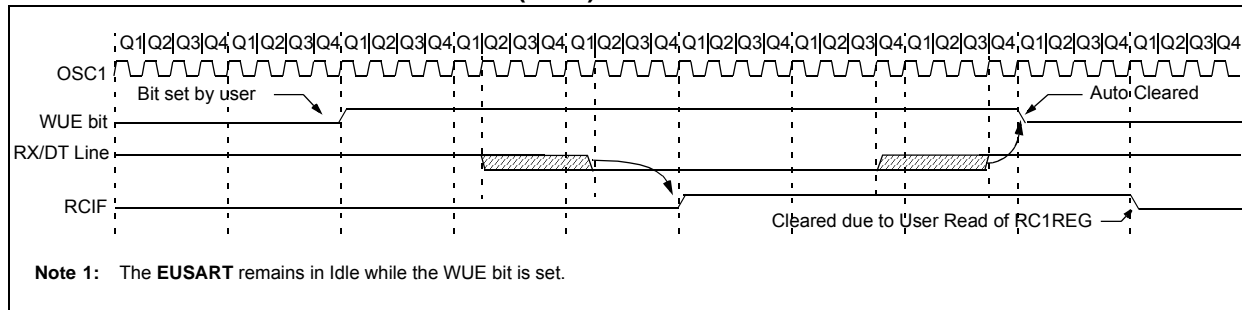 Q1 Q2 Q3 Q4 Q1 Q2 Q3 Q4 Q1 Q2 Q3 Q4 Q1 Q2 Q3 Q4 Q1 Q2 Q3 Q4 Q1 Q2 Q3 Q4 Q1 Q2 Q3 Q4 Q1 Q2 Q3 Q4 Q1 Q2 Q3 Q4 Q1 Q2 Q3 Q4
OSC1
Bit set by user
Auto Cleared
WUE bit
RX/DT Line
RCIF
Cleared due to User Read of RC1REG
Note 1: The EUSART remains in Idle while the WUE bit is set.